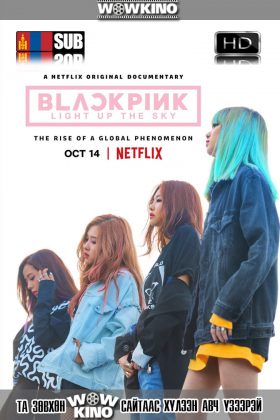 WOWKINO
SUB
HD
A NETFLIX ORIGINAL DOCUMENTARY
BLACKPINK
LIGHT UP THE SKY
THE RISE OF A GLOBAL PHENOMENON
OCT 14 | NETFLIX
ТА ЗӨВХӨН WOW KINO САЙТААС ХҮЛЭЭН АВЧ ҮЗЭЭРЭЙ